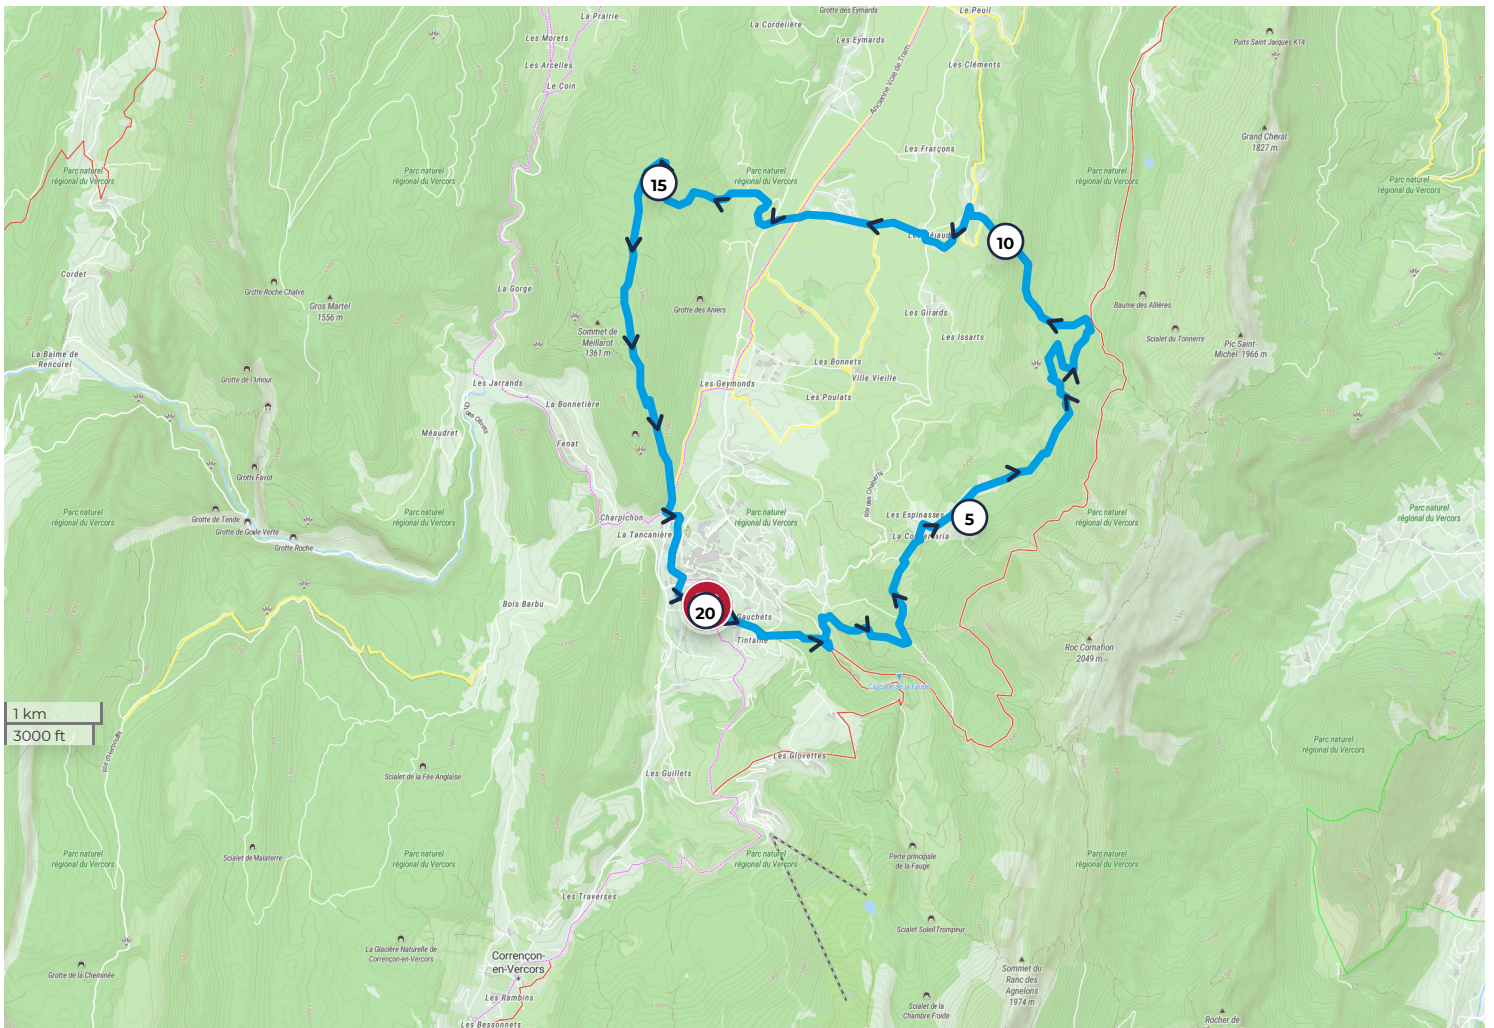 La Prairie
Grotte des Eymards
Le Peuil
La Cordelière
Les Morets
Les Eymards
Puits Saint Jacques K14
Les Arcelles
Les Cléments
Le Coin
Ancienne Voie de Tram
Grand Cheval
1827 m
Les Françons
Parc naturel
régional du Vercors
Parc naturel
régional du Vercors
Parc naturel
régional du Vercors
Parc naturel
régional du Vercors
Parc naturel
régional du Vercors
15
10
Cordet
La Gorge
Grotte Roche Chalve
Gros Martel
1556 m
Grotte des Aniers
Baume des Allières
Les Girards
Sommet de
Meillarot
1361 m
Les Issarts
Scialet du Tonnerre
Pic Saint-
Michel 1966 m
La Balme de
Rencurel
Les Bonnets
Ville Vieille
Grotte de l'Amour
Les Jarrands
Les Geymonds
Les Poulats
La Bonnetière
Méaudret
Fenat
Grotte Favot
Rte des Chaberts
Grotte de Tende
Grotte de Goule Verte
Parc naturel
régional du Vercors
Charpichon
Parc naturel
régional du Vercors
Les Espinasses
5
Parc naturel
régional du Vercors
Parc naturel
régional du Vercors
Parc naturel
régional du Vercors
La Tancanière
Grotte Roche
Bois Barbu
20
Gauchets
Roc Cornafion
2049 m
Cascade de la Fauge
1 km
3000 ft
Parc naturel
régional du Vercors
Les Glovettes
Les Guillets
Scialet de la Fée Anglaise
Scialet de Malaterre
Parc naturel
régional du Vercors
Parc naturel
régional du Vercors
Parc naturel
régional du Vercors
Perte principale
de la Fauge
Parc naturel
régional du Vercors
Les Traverses
Scialet Soleil Trompeur
La Glacière Naturelle de
Corrençon-en-Vercors
Corrençon-
en-Vercors
Grotte de la Cheminée
Sommet du
Ranc des
Agnelons
1974 m
Les Rambins
Scialet de la
Chambre Froide
Les Bessonnets
Rocher de